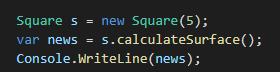 Square s = new Square(5);
var news = s.calculateSurface();
Console.WriteLine(news);